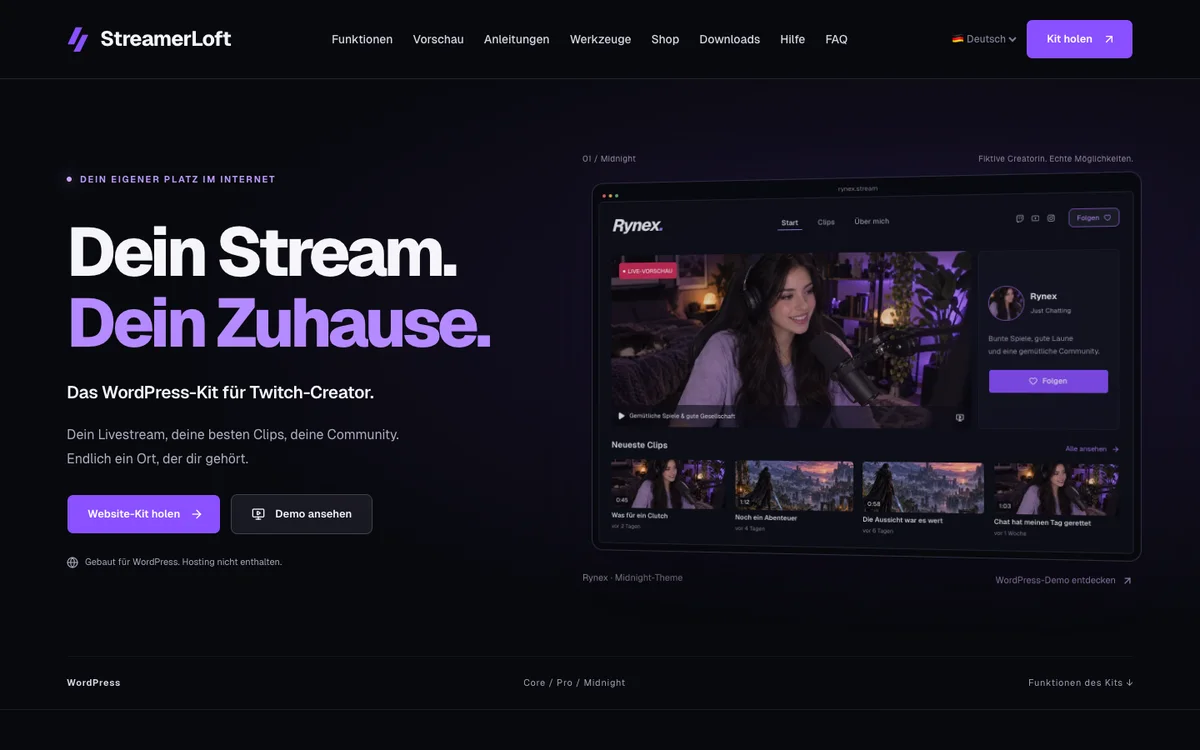 StreamerLoft
Funktionen
Vorschau
Anleitungen
Werkzeuge
Shop
Downloads
Hilfe
FAQ
Deutsch
Kit holen
DEIN EIGENER PLATZ IM INTERNET
Dein Stream.
Dein Zuhause.
Das WordPress-Kit für Twitch-Creator.
Dein Livestream, deine besten Clips, deine Community.
Endlich ein Ort, der dir gehört.
Website-Kit holen
Demo ansehen
Gebaut für WordPress. Hosting nicht enthalten.
01 / Midnight
Fiktive Creatorin. Echte Möglichkeiten.
rynex.stream
Rynex.
Start
Clips
Über mich
Folgen
LIVE-VORSCHAU
Gemütliche Spiele & gute Gesellschaft
Rynex
Just Chatting
Bunte Spiele, gute Laune
und eine gemütliche Community.
Folgen
Neueste Clips
Alle ansehen
0:45
Was für ein Clutch
vor 2 Tagen
1:12
Noch ein Abenteuer
vor 4 Tagen
0:58
Die Aussicht war es wert
vor 6 Tagen
1:03
Chat hat meinen Tag gerettet
vor 1 Woche
Rynex · Midnight-Theme
WordPress-Demo entdecken
WordPress
Core / Pro / Midnight
Funktionen des Kits ↓